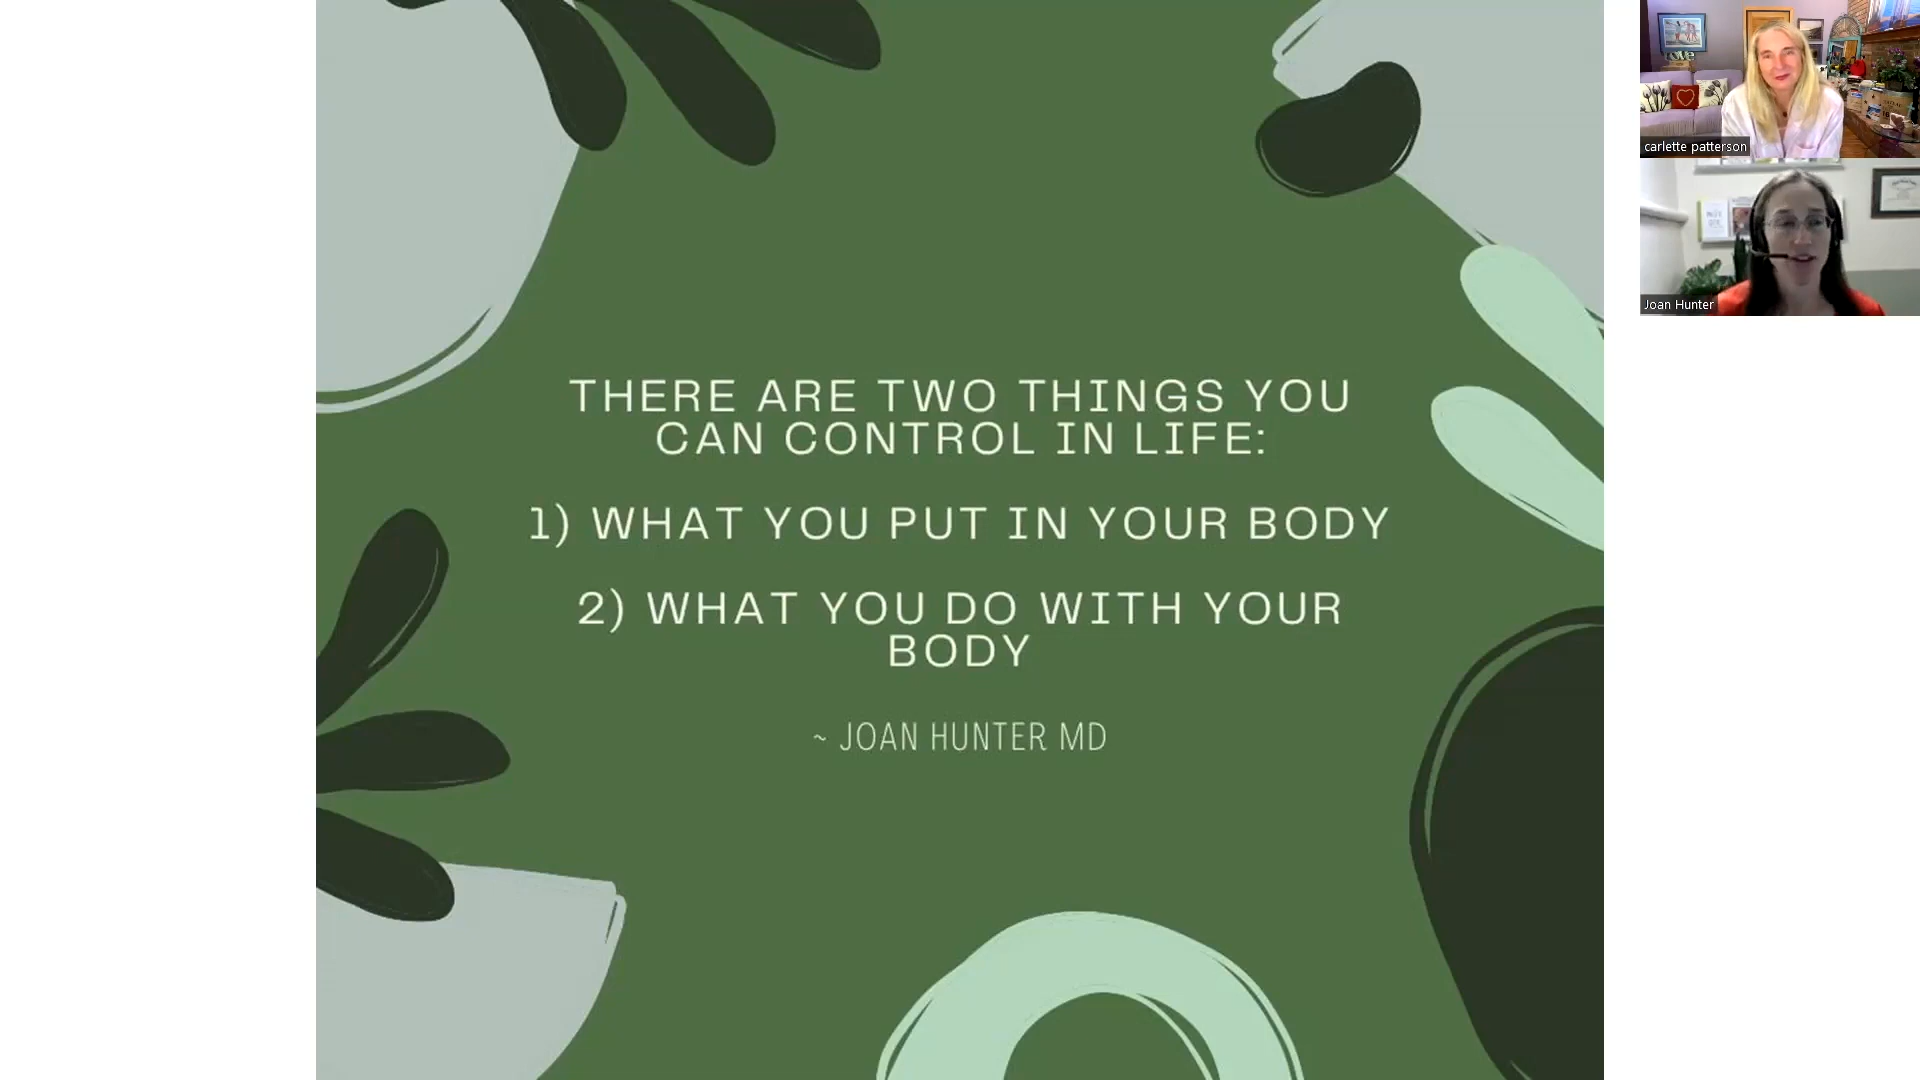 THERE ARE TWO THINGS YOU
CAN CONTROL IN LIFE:
1) WHAT YOU PUT IN YOUR BODY
2) WHAT YOU DO WITH YOUR
BODY
~ JOAN HUNTER MD
carlette patterson
Joan Hunter